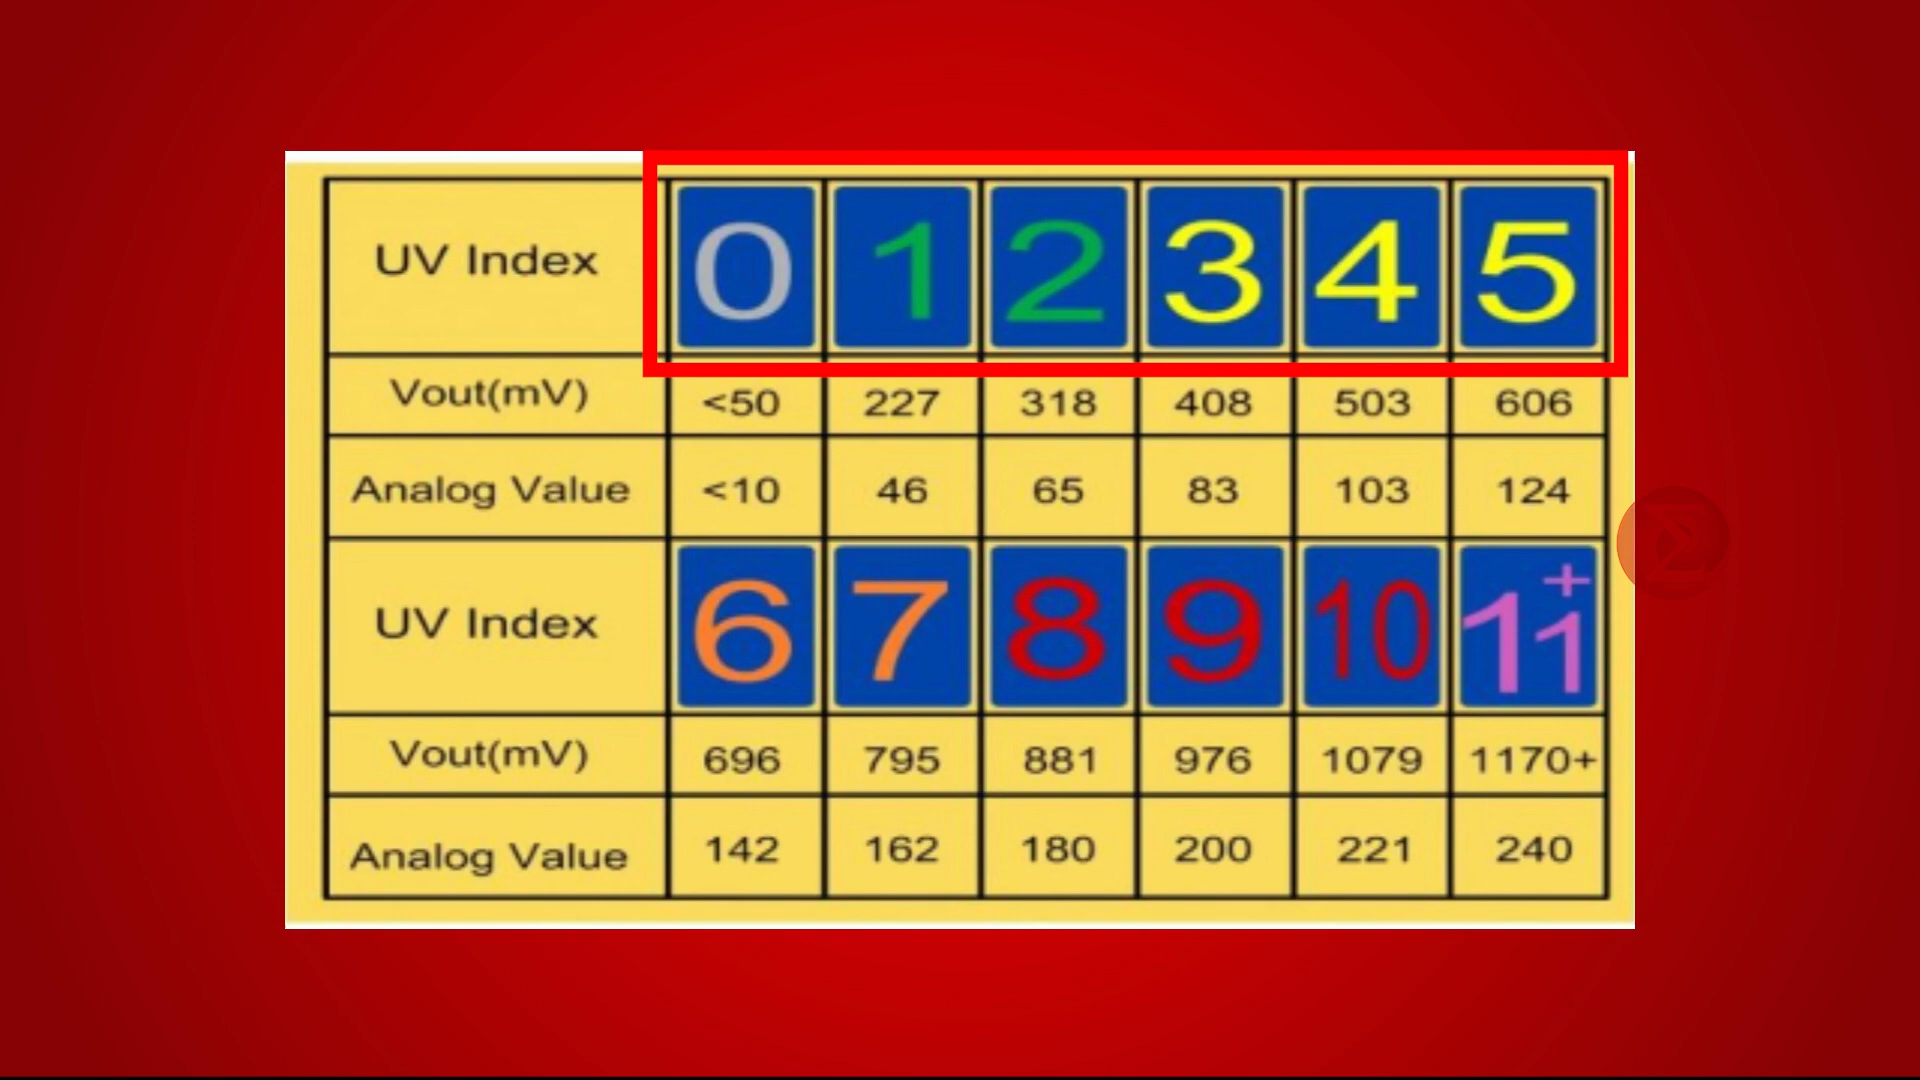 UV Index 0 1 2 3 4 5
Vout(mV) <50 227 318 408 503 606
Analog Value <10 46 65 83 103 124
UV Index 6 7 8 9 10 11+
Vout(mV) 696 795 881 976 1079 1170+
Analog Value 142 162 180 200 221 240